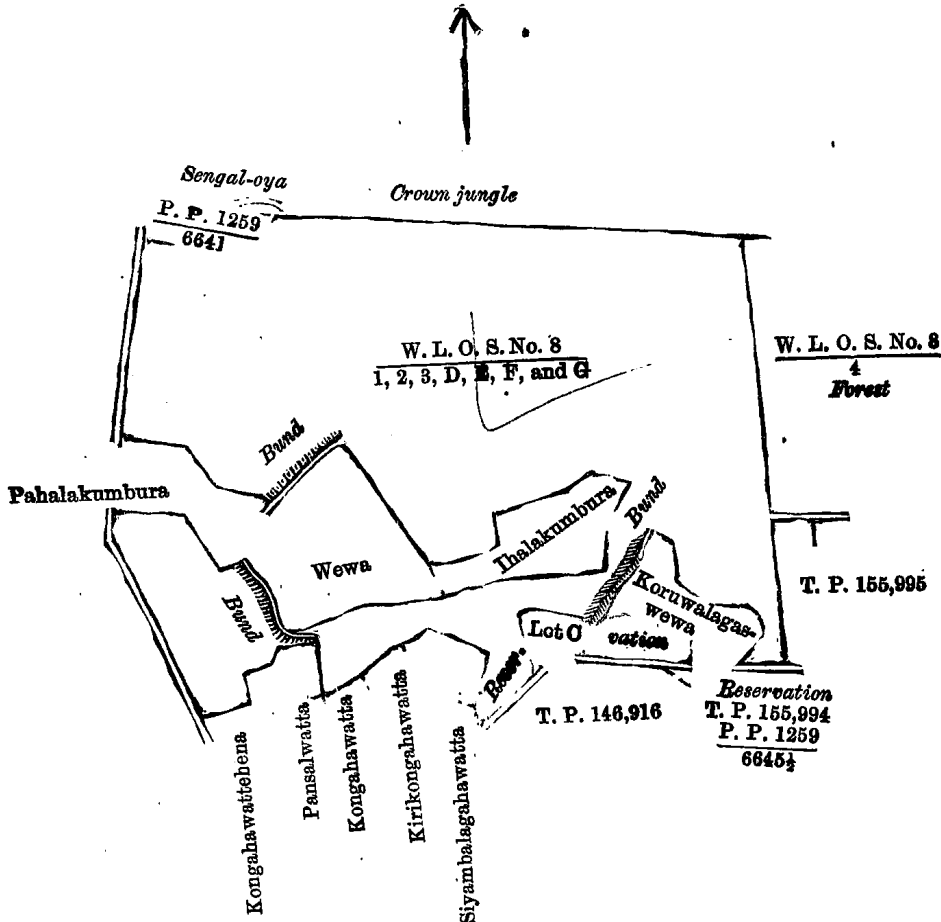 Sengal-oya
Crown jungle
P. P. 1259
6641
W. L. O. S. No. 8
1, 2, 3, D, E, F, and G
W. L. O. S. No. 8
4
Forest
Bund
Pahalakumbura
Thalakumbura
Bund
Wewa
Bund
Koruwalagas-
wewa
T. P. 155,995
Lot C
Reser-
vation
T. P. 146,916
Reservation
T. P. 155,994
P. P. 1259
6645½
Kongahawattehena
Pansalwatta
Kongahawatta
Kirikongahawatta
Siyambalagahawatta